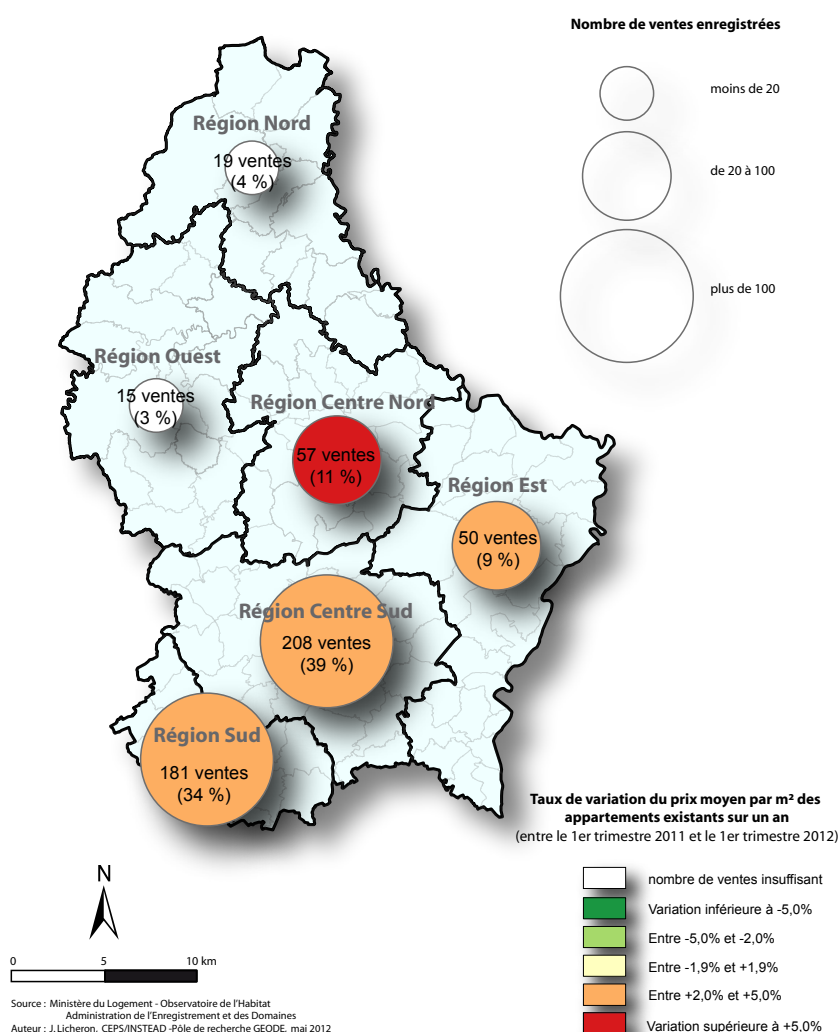 Nombre de ventes enregistrées
moins de 20
de 20 à 100
plus de 100
Région Nord
19 ventes
(4 %)
Région Ouest
15 ventes
(3 %)
Région Centre Nord
57 ventes
(11 %)
Région Est
50 ventes
(9 %)
Région Centre Sud
208 ventes
(39 %)
Région Sud
181 ventes
(34 %)
Taux de variation du prix moyen par m² des
appartements existants sur un an
(entre le 1er trimestre 2011 et le 1er trimestre 2012)
nombre de ventes insuffisant
Variation inférieure à -5,0%
Entre -5,0% et -2,0%
Entre -1,9% et +1,9%
Entre +2,0% et +5,0%
Variation supérieure à +5,0%
N
0 5 10 km
Source : Ministère du Logement - Observatoire de l'Habitat
Administration de l'Enregistrement et des Domaines
Auteur : J. Licheron, CEPS/INSTEAD -Pôle de recherche GEODE, mai 2012